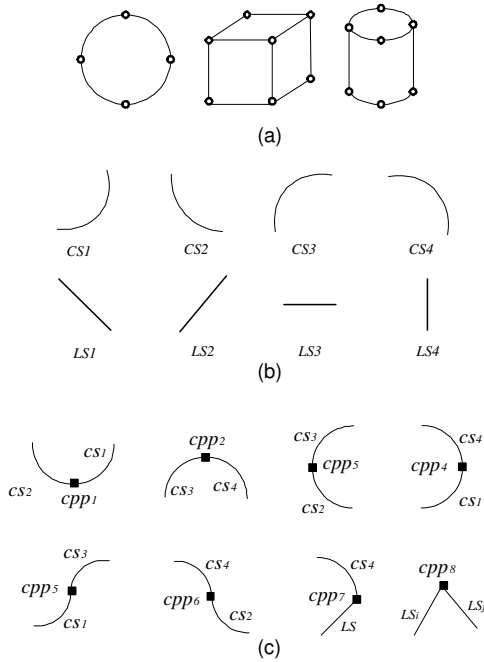 (a)
CS1 CS2 CS3 CS4
LS1 LS2 LS3 LS4
(b)
cs1 cpp2 cs3 cs4
cs2 cpp1 cs3 cs4 cpp5 cpp4
cs2 cs1
cs3 cs4 cs4 cpp8
cpp5 cpp6 cpp7 LSi LSj
cs1 cs2 LS
(c)